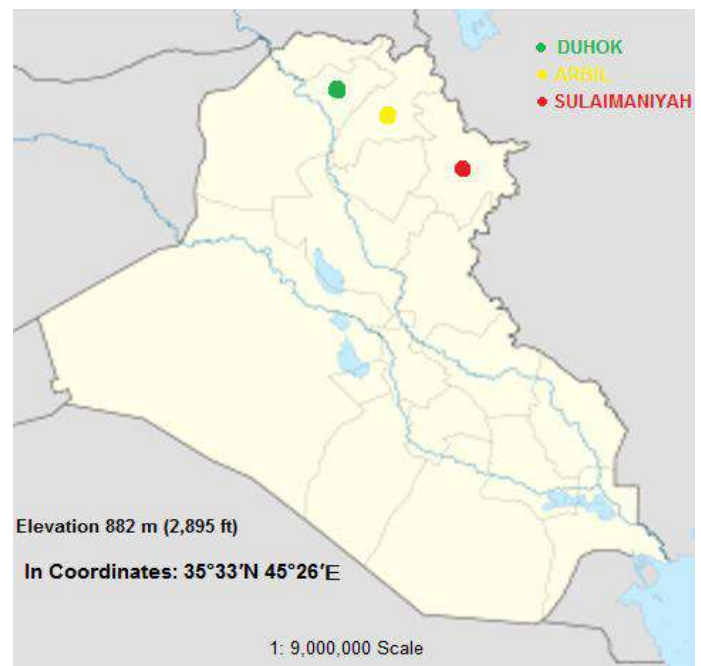 DUHOK
ARBIL
SULAIMANIYAH
Elevation 882 m (2,895 ft)
In Coordinates: 35°33′N 45°26′E
1: 9,000,000 Scale